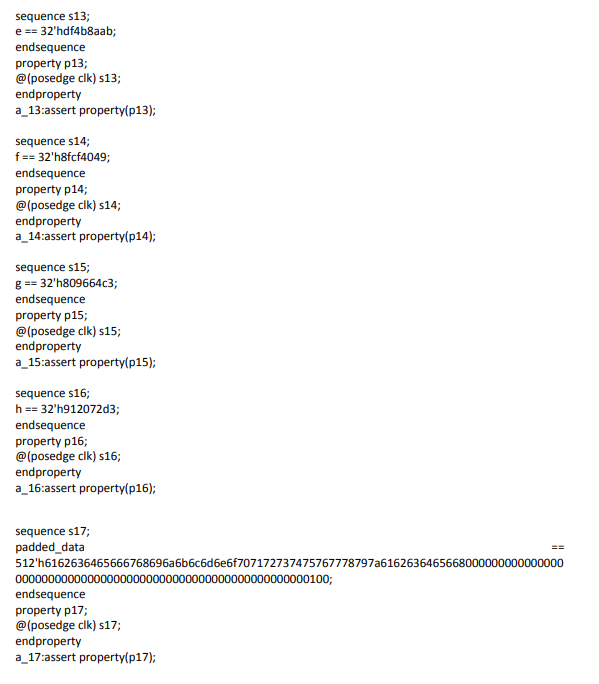 sequence s13;
e == 32'hdf4b8aab;
endsequence
property p13;
@(posedge clk) s13;
endproperty
a_13:assert property(p13);
sequence s14;
f == 32'h8fcf4049;
endsequence
property p14;
@(posedge clk) s14;
endproperty
a_14:assert property(p14);
sequence s15;
g == 32'h809664c3;
endsequence
property p15;
@(posedge clk) s15;
endproperty
a_15:assert property(p15);
sequence s16;
h == 32'h912072d3;
endsequence
property p16;
@(posedge clk) s16;
endproperty
a_16:assert property(p16);
sequence s17;
padded_data ==
512'h6162636465666768696a6b6c6d6e6f707172737475767778797a616263646566800000000000000
0000000000000000000000000000000000000000000000100;
endsequence
property p17;
@(posedge clk) s17;
endproperty
a_17:assert property(p17);